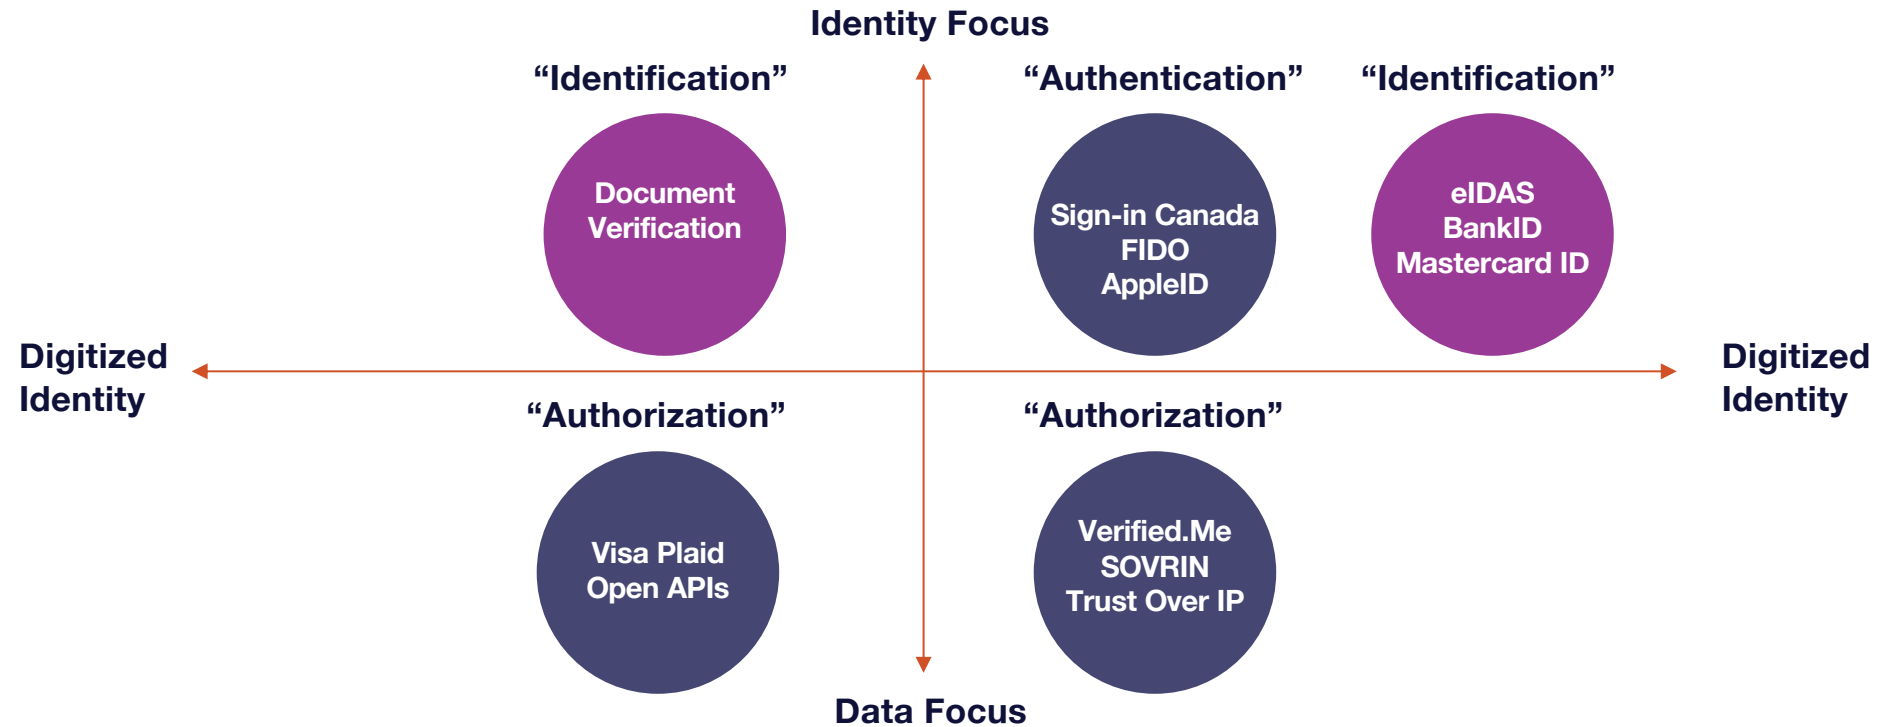 Identity Focus
“Identification”
“Authentication”
“Identification”
Document
Verification
Sign-in Canada
FIDO
AppleID
eIDAS
BankID
Mastercard ID
Digitized
Identity
Digitized
Identity
“Authorization”
“Authorization”
Visa Plaid
Open APIs
Verified.Me
SOVRIN
Trust Over IP
Data Focus